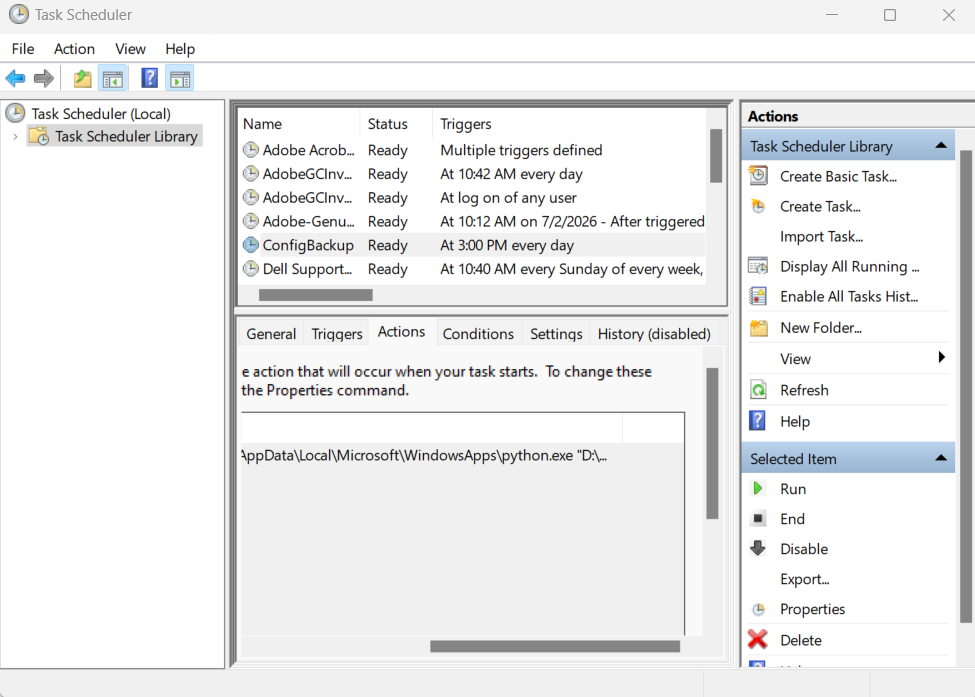 Task Scheduler
File Action View Help
Task Scheduler (Local)
Task Scheduler Library
Name Status Triggers
Adobe Acrob... Ready Multiple triggers defined
AdobeGCInv... Ready At 10:42 AM every day
AdobeGCInv... Ready At log on of any user
Adobe-Genu... Ready At 10:12 AM on 7/2/2026 - After triggered
ConfigBackup Ready At 3:00 PM every day
Dell Support... Ready At 10:40 AM every Sunday of every week,
General Triggers Actions Conditions Settings History (disabled)
e action that will occur when your task starts. To change these
the Properties command.
AppData\Local\Microsoft\WindowsApps\python.exe "D:\...
Actions
Task Scheduler Library
Create Basic Task...
Create Task...
Import Task...
Display All Running ...
Enable All Tasks Hist...
New Folder...
View
Refresh
Help
Selected Item
Run
End
Disable
Export...
Properties
Delete